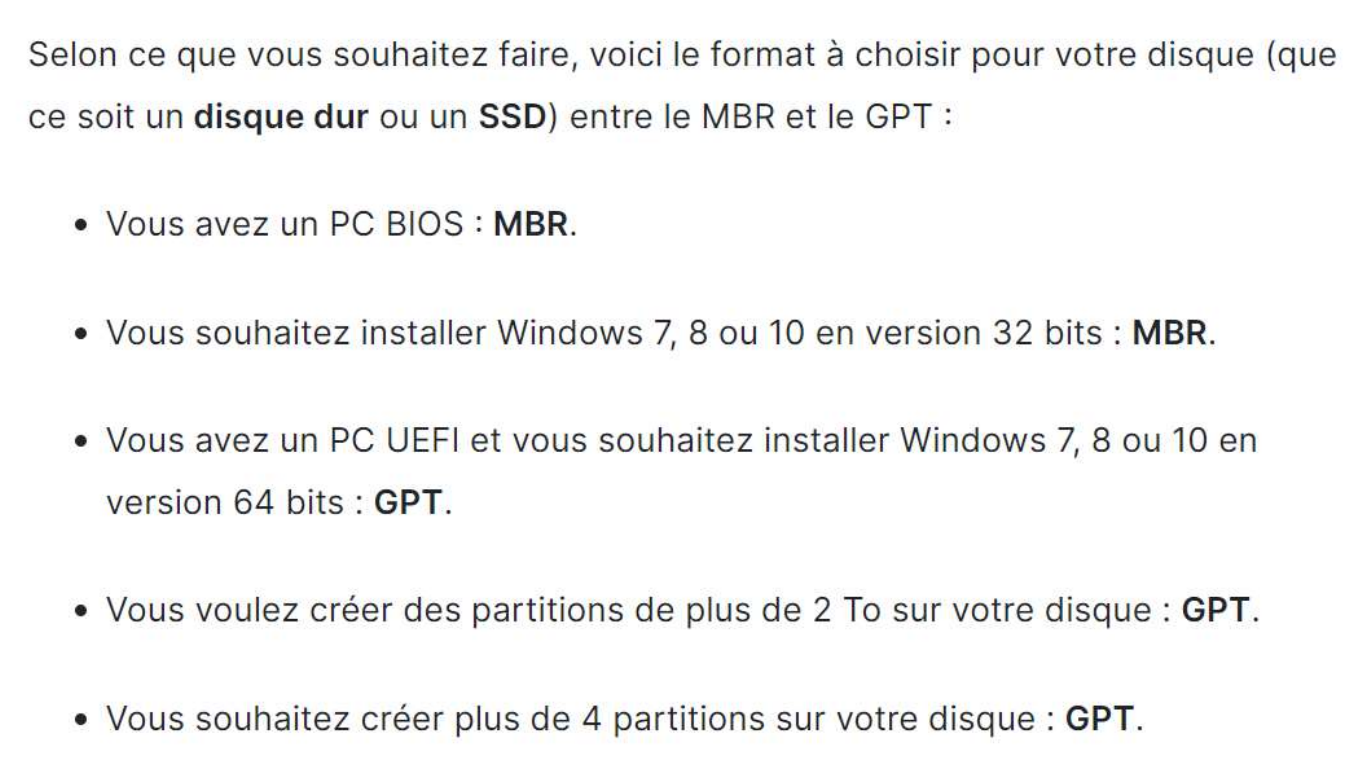 Selon ce que vous souhaitez faire, voici le format à choisir pour votre disque (que
ce soit un disque dur ou un SSD) entre le MBR et le GPT :
• Vous avez un PC BIOS : MBR.
• Vous souhaitez installer Windows 7, 8 ou 10 en version 32 bits : MBR.
• Vous avez un PC UEFI et vous souhaitez installer Windows 7, 8 ou 10 en
version 64 bits : GPT.
• Vous voulez créer des partitions de plus de 2 To sur votre disque : GPT.
• Vous souhaitez créer plus de 4 partitions sur votre disque : GPT.